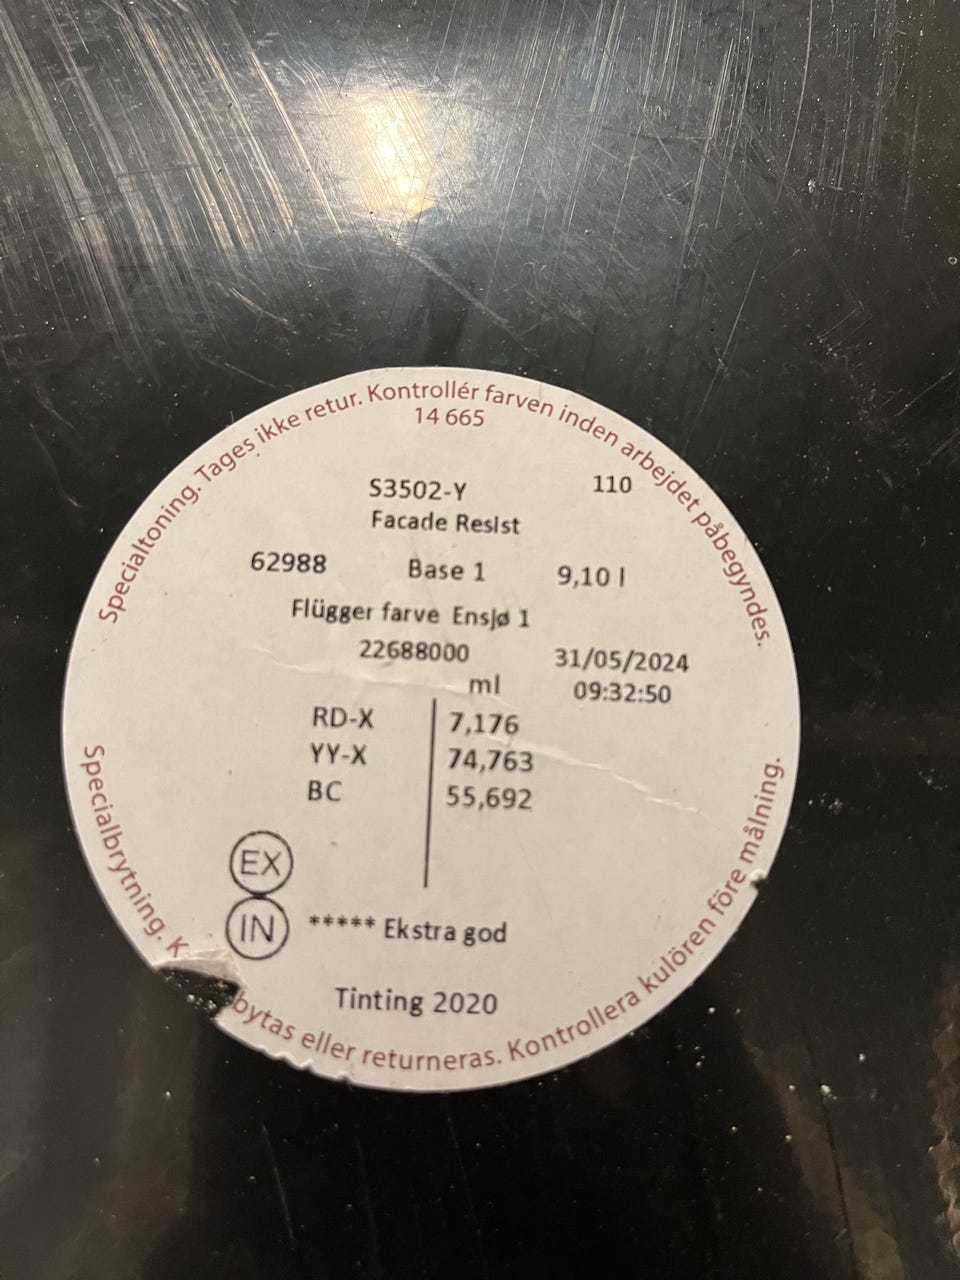 Specialtoning. Tages ikke retur. Kontrollér farven inden arbejdet påbegyndes.
14 665
S3502-Y 110
Facade Resist
62988 Base 1 9,10 l
Flügger farve Ensjø 1
22688000 31/05/2024
ml 09:32:50
RD-X 7,176
YY-X 74,763
BC 55,692
EX
IN ***** Ekstra god
Tinting 2020
Specialbrytning. K bytas eller returneras. Kontrollera kulören före målning.